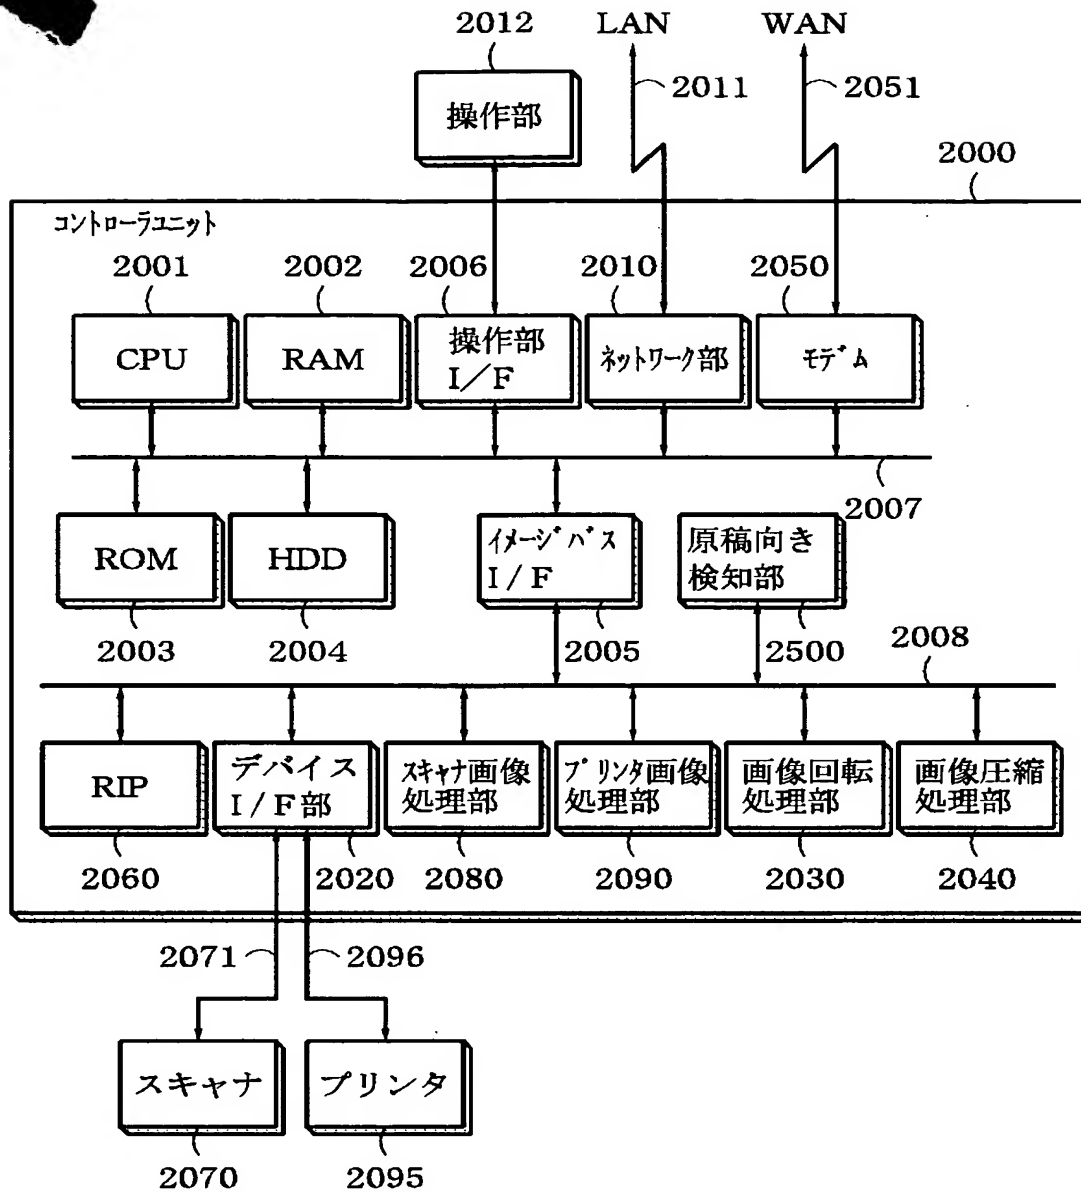 2012
LAN
WAN
操作部
2011
2051
2000
コントローラユニット
2001
2002
2006
2010
2050
CPU
RAM
操作部
I/F
ネットワーク部
モデム
2007
ROM
HDD
イメージバス
I/F
原稿向き
検知部
2003
2004
2005
2500
2008
RIP
デバイス
I/F部
スキャナ画像
処理部
プリンタ画像
処理部
画像回転
処理部
画像圧縮
処理部
2060
2020
2080
2090
2030
2040
2071
2096
スキャナ
プリンタ
2070
2095